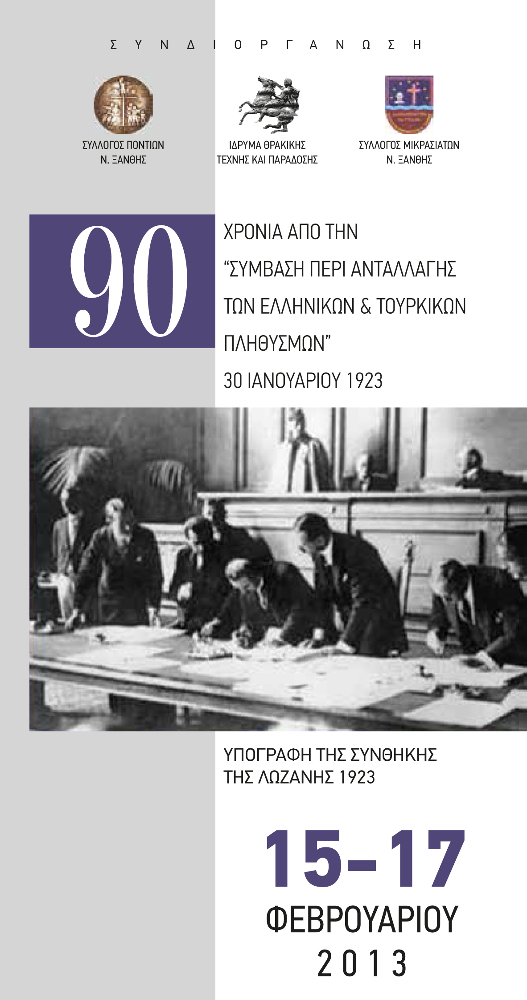 ΣΥΝΔΙΟΡΓΑΝΩΣΗ
ΣΥΛΛΟΓΟΣ ΠΟΝΤΙΩΝ
Ν. ΞΑΝΘΗΣ
ΙΔΡΥΜΑ ΘΡΑΚΙΚΗΣ
ΤΕΧΝΗΣ ΚΑΙ ΠΑΡΑΔΟΣΗΣ
ΣΥΛΛΟΓΟΣ ΜΙΚΡΑΣΙΑΤΩΝ
Ν. ΞΑΝΘΗΣ
90
ΧΡΟΝΙΑ ΑΠΟ ΤΗΝ
“ΣΥΜΒΑΣΗ ΠΕΡΙ ΑΝΤΑΛΛΑΓΗΣ
ΤΩΝ ΕΛΛΗΝΙΚΩΝ & ΤΟΥΡΚΙΚΩΝ
ΠΛΗΘΥΣΜΩΝ”
30 ΙΑΝΟΥΑΡΙΟΥ 1923
ΥΠΟΓΡΑΦΗ ΤΗΣ ΣΥΝΘΗΚΗΣ
ΤΗΣ ΛΩΖΑΝΗΣ 1923
15-17
ΦΕΒΡΟΥΑΡΙΟΥ
2013